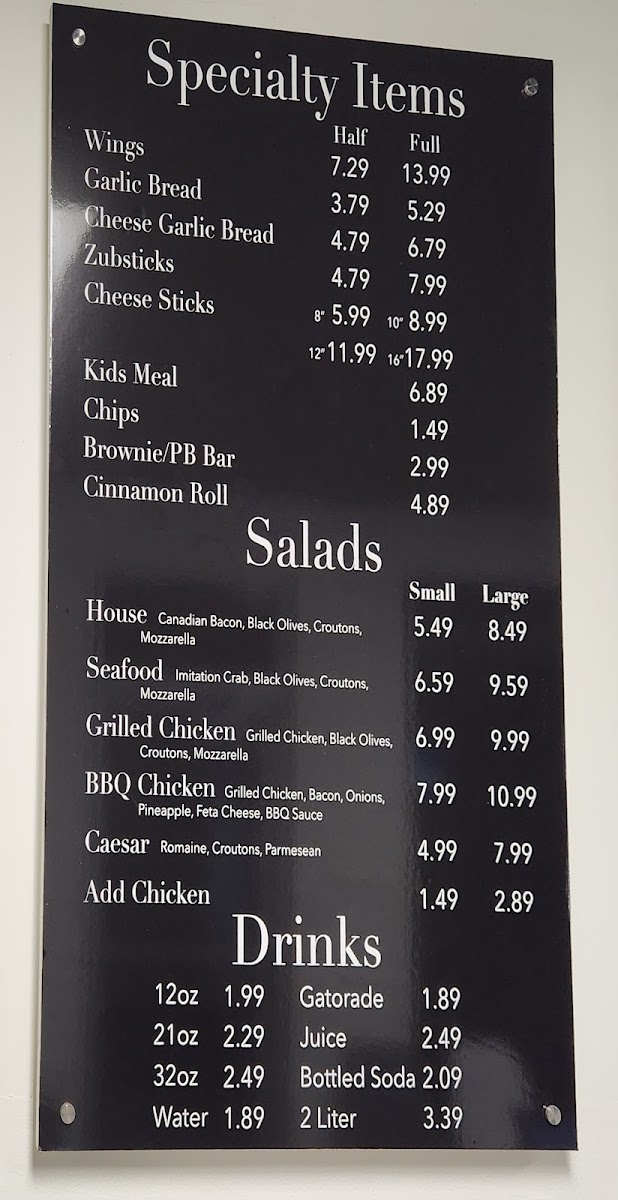 Specialty Items
Half Full
Wings 7.29 13.99
Garlic Bread 3.79 5.29
Cheese Garlic Bread 4.79 6.79
Zubsticks 4.79 7.99
Cheese Sticks 8" 5.99 10" 8.99
12" 11.99 16" 17.99
Kids Meal 6.89
Chips 1.49
Brownie/PB Bar 2.99
Cinnamon Roll 4.89
Salads
Small Large
House Canadian Bacon, Black Olives, Croutons, 5.49 8.49
Mozzarella
Seafood Imitation Crab, Black Olives, Croutons, 6.59 9.59
Mozzarella
Grilled Chicken Grilled Chicken, Black Olives, 6.99 9.99
Croutons, Mozzarella
BBQ Chicken Grilled Chicken, Bacon, Onions, 7.99 10.99
Pineapple, Feta Cheese, BBQ Sauce
Caesar Romaine, Croutons, Parmesean 4.99 7.99
Add Chicken 1.49 2.89
Drinks
12oz 1.99 Gatorade 1.89
21oz 2.29 Juice 2.49
32oz 2.49 Bottled Soda 2.09
Water 1.89 2 Liter 3.39